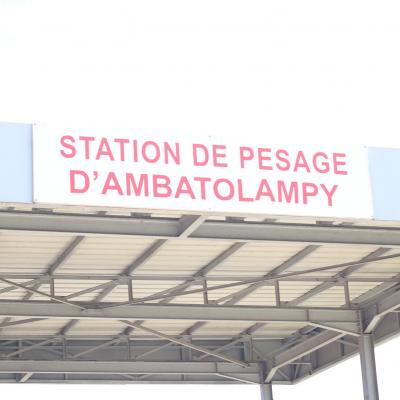 STATION DE PESAGE
D'AMBATOLAMPY